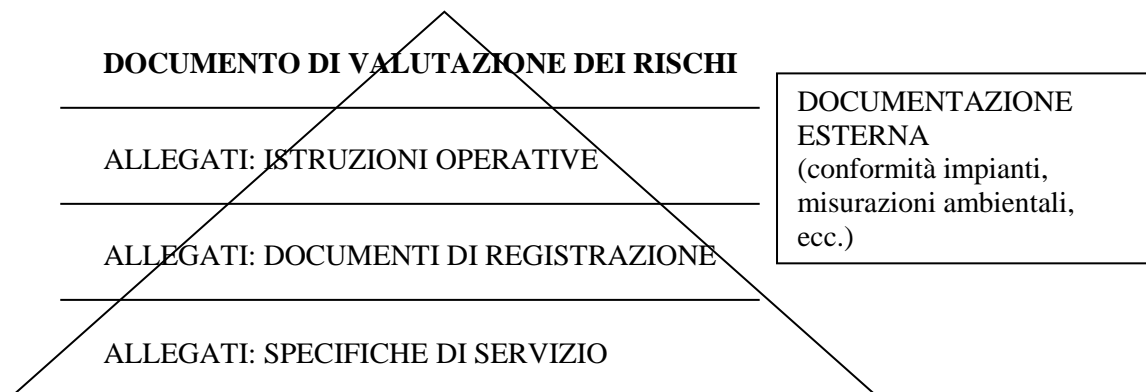 DOCUMENTO DI VALUTAZIONE DEI RISCHI
ALLEGATI: ISTRUZIONI OPERATIVE
ALLEGATI: DOCUMENTI DI REGISTRAZIONE
ALLEGATI: SPECIFICHE DI SERVIZIO
DOCUMENTAZIONE
ESTERNA
(conformità impianti,
misurazioni ambientali,
ecc.)